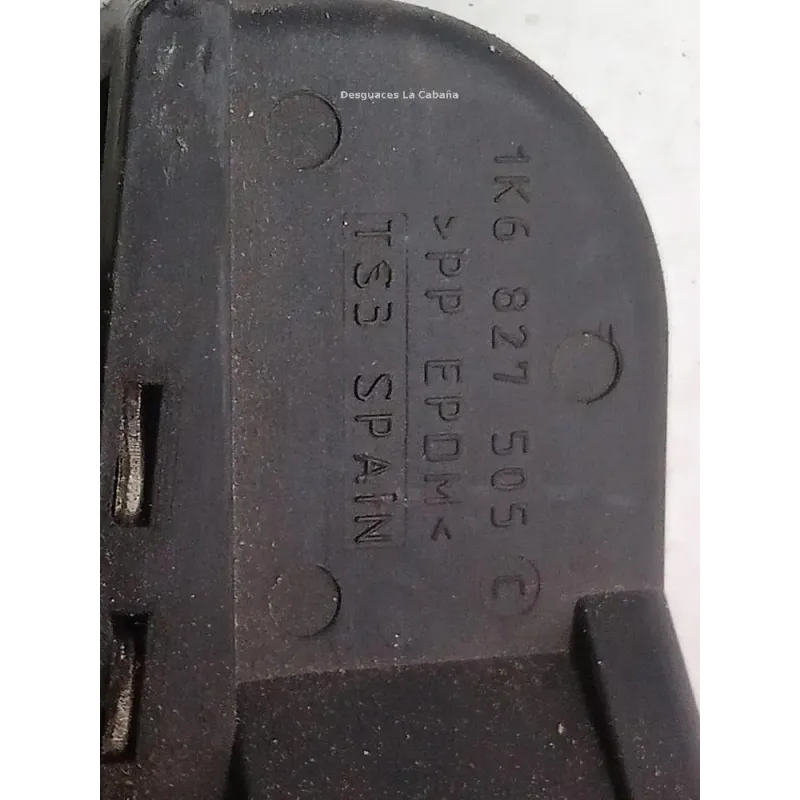 Desguaces La Cabaña
1K6 827 505 C
>PP EPDM<
TS3 SPAIN